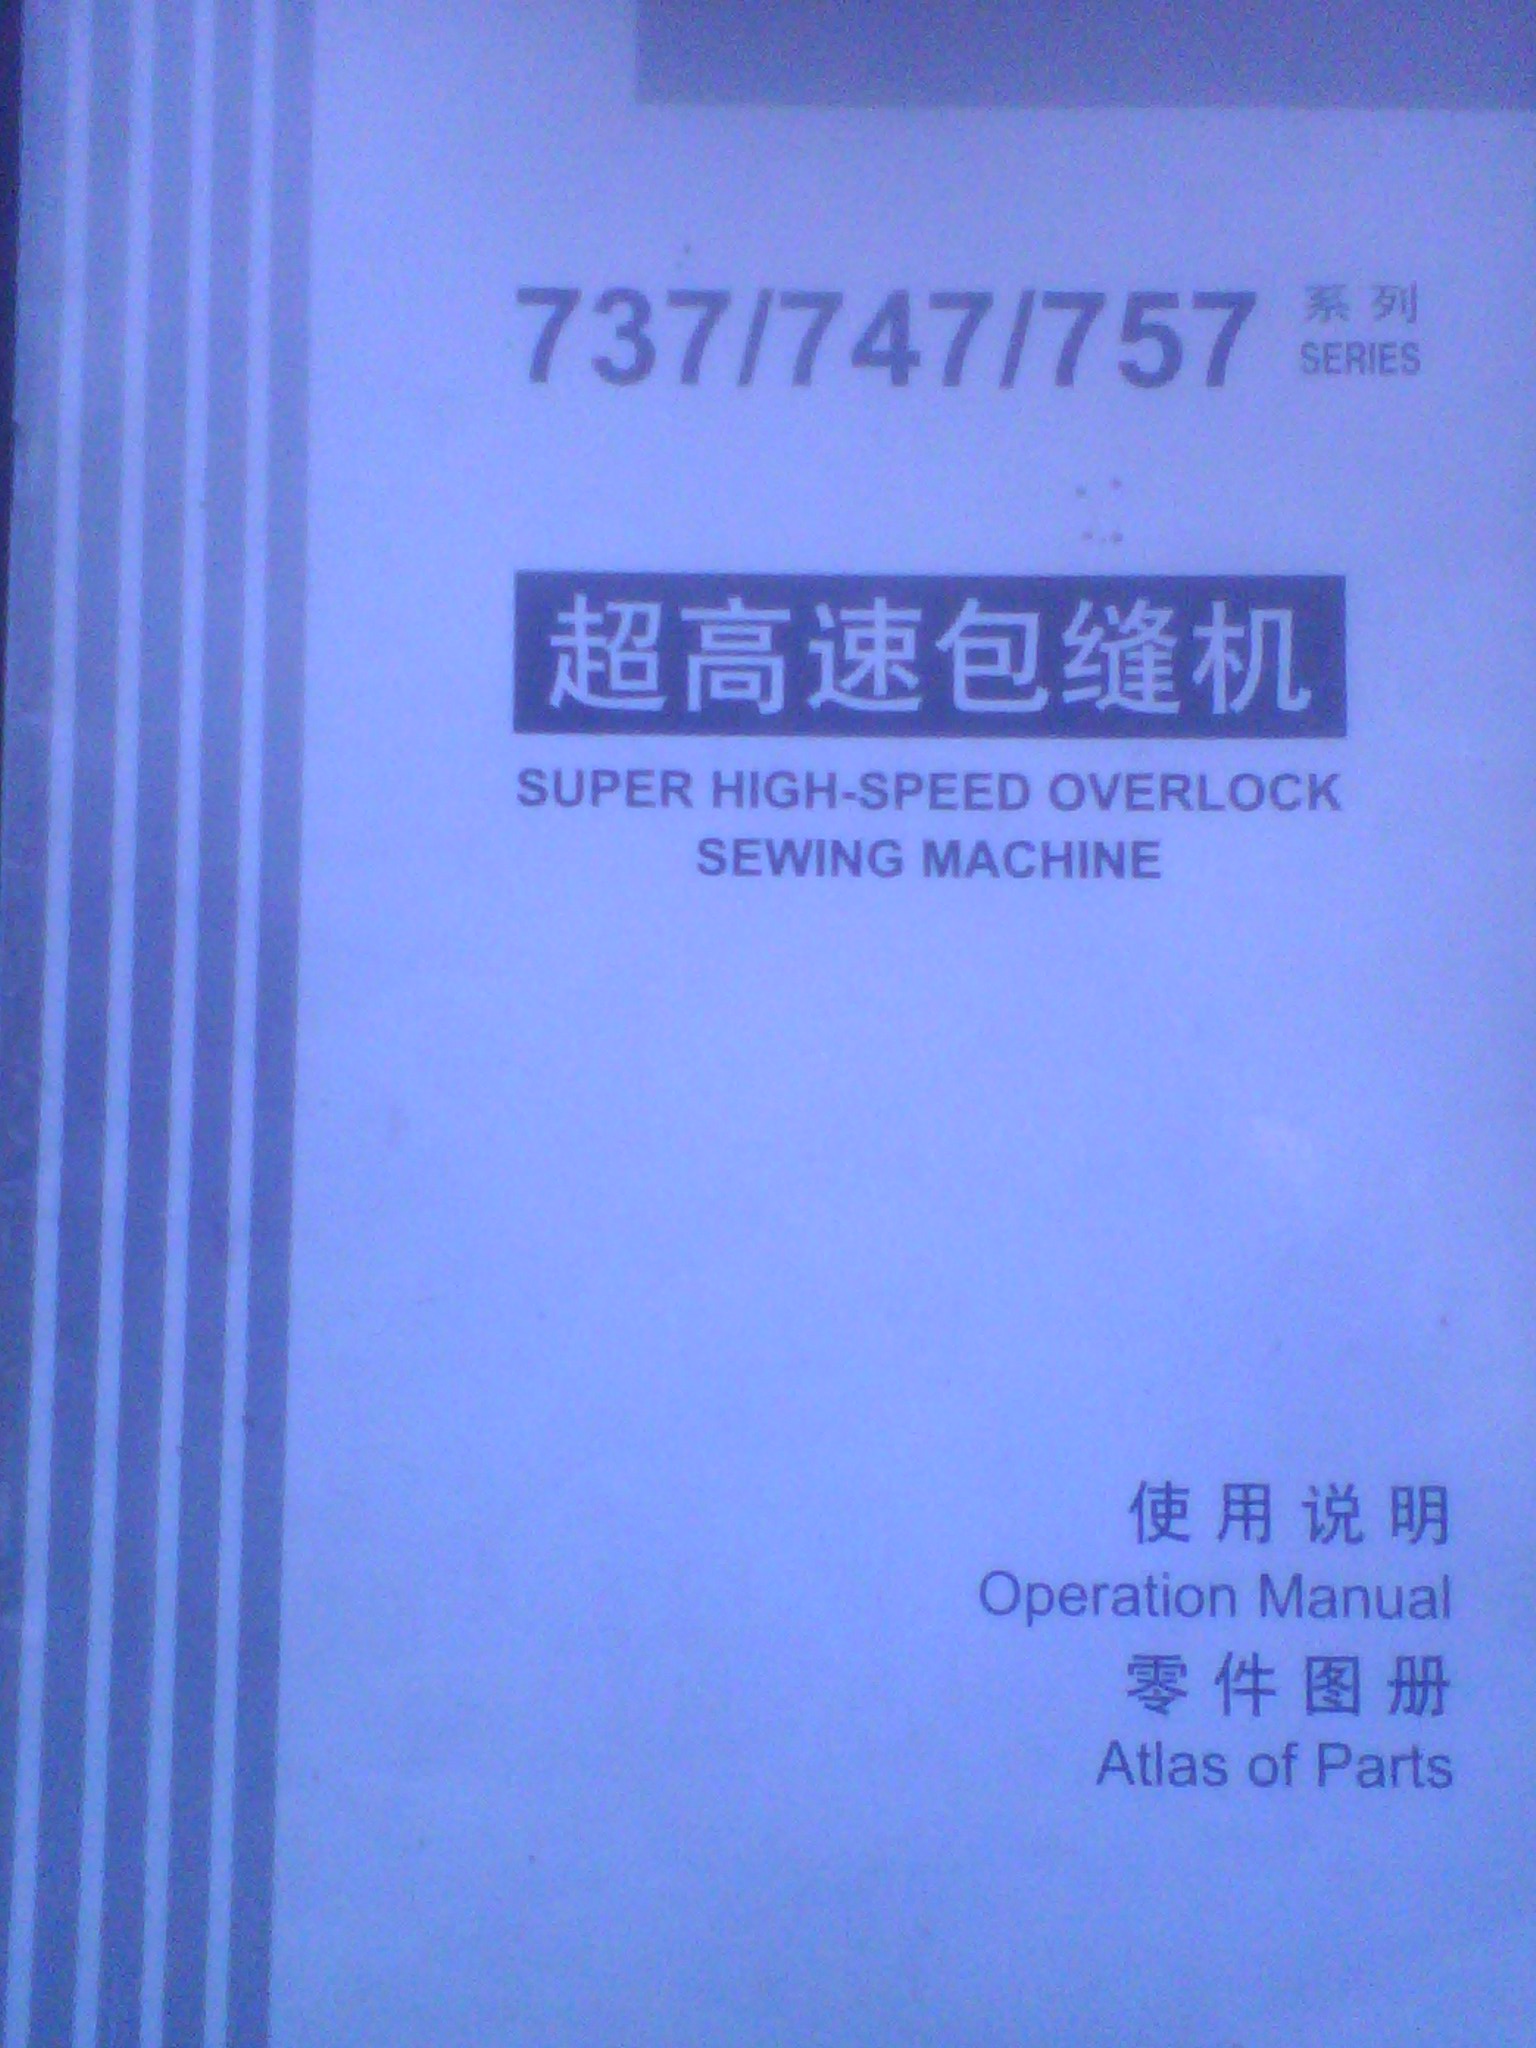 737/747/757 系列
SERIES
超高速包缝机
SUPER HIGH-SPEED OVERLOCK
SEWING MACHINE
使用说明
Operation Manual
零件图册
Atlas of Parts